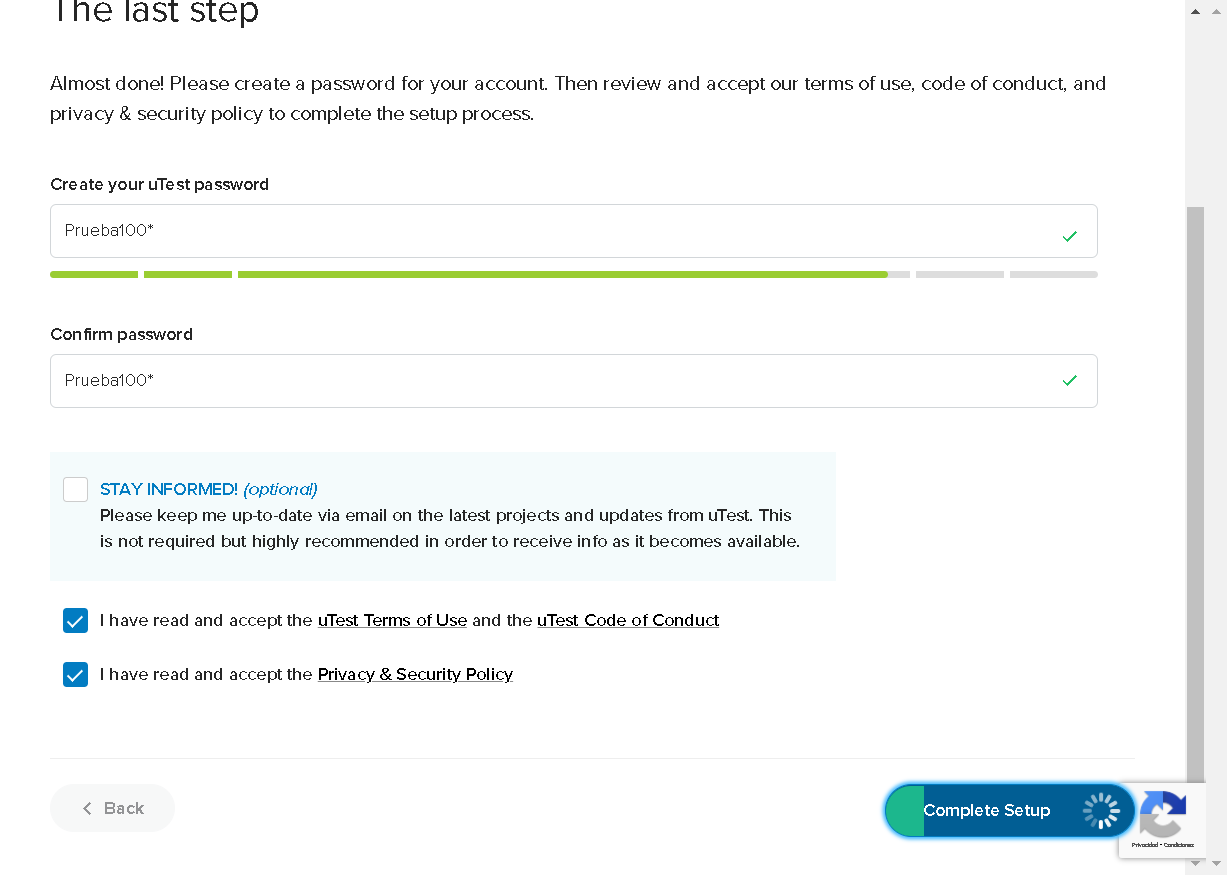 The last step
Almost done! Please create a password for your account. Then review and accept our terms of use, code of conduct, and
privacy & security policy to complete the setup process.
Create your uTest password
Prueba100*
Confirm password
Prueba100*
STAY INFORMED! (optional)
Please keep me up-to-date via email on the latest projects and updates from uTest. This
is not required but highly recommended in order to receive info as it becomes available.
I have read and accept the uTest Terms of Use and the uTest Code of Conduct
I have read and accept the Privacy & Security Policy
Back
Complete Setup
Privacidad - Condiciones